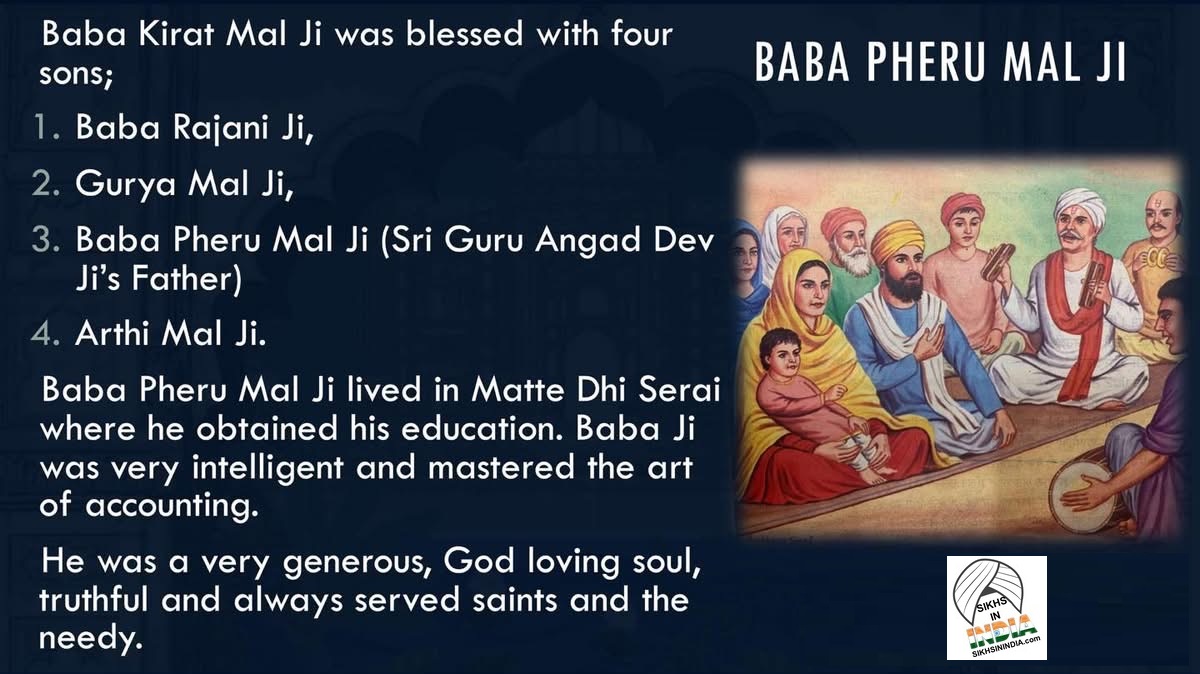 Baba Kirat Mal Ji was blessed with four
sons;
1. Baba Rajani Ji,
2. Gurya Mal Ji,
3. Baba Pheru Mal Ji (Sri Guru Angad Dev
Ji’s Father)
4. Arthi Mal Ji.
Baba Pheru Mal Ji lived in Matte Dhi Serai
where he obtained his education. Baba Ji
was very intelligent and mastered the art
of accounting.
He was a very generous, God loving soul,
truthful and always served saints and the
needy.
BABA PHERU MAL JI
SIKHS
IN
INDIA
SIKHSININDIA.com